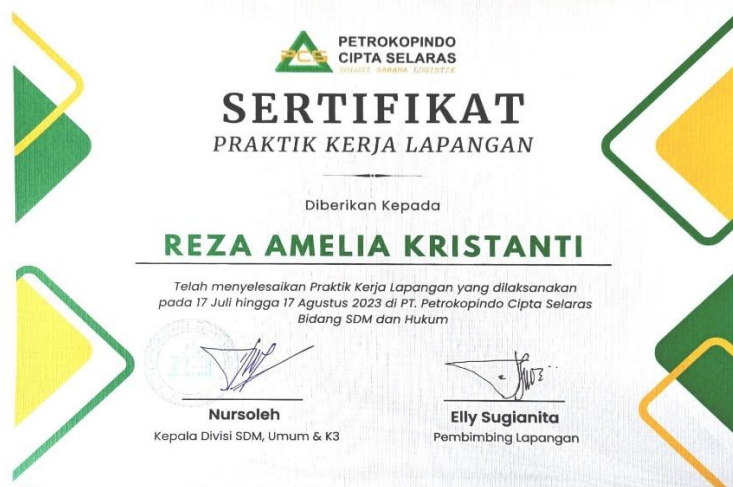 PETROKOPINDO
CIPTA SELARAS
PCS
SOLUSI SARANA LOGISTIK
SERTIFIKAT
PRAKTIK KERJA LAPANGAN
Diberikan Kepada
REZA AMELIA KRISTANTI
Telah menyelesaikan Praktik Kerja Lapangan yang dilaksanakan
pada 17 Juli hingga 17 Agustus 2023 di PT. Petrokopindo Cipta Selaras
Bidang SDM dan Hukum
Nursoleh
Kepala Divisi SDM, Umum & K3
Elly Sugianita
Pembimbing Lapangan